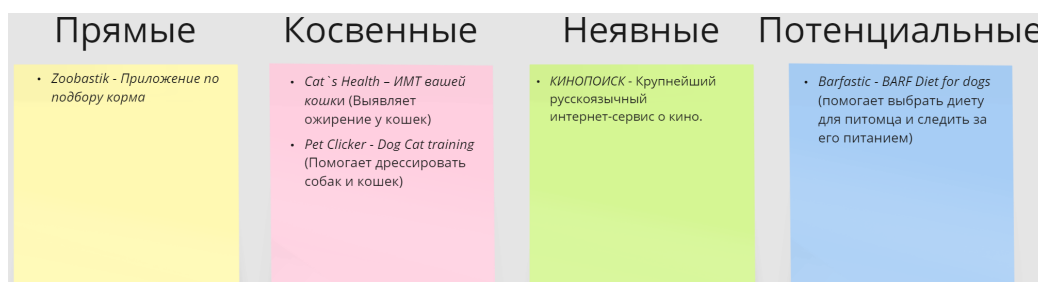 Прямые
Косвенные
Неявные
Потенциальные
• Zoobastik - Приложение по
подбору корма
• Cat`s Health – ИМТ вашей
кошки (Выявляет
ожирение у кошек)
• Pet Clicker - Dog Cat training
(Помогает дрессировать
собак и кошек)
• КИНОПОИСК - Крупнейший
русскоязычный
интернет-сервис о кино.
• Barfastic - BARF Diet for dogs
(помогает выбрать диету
для питомца и следить за
его питанием)